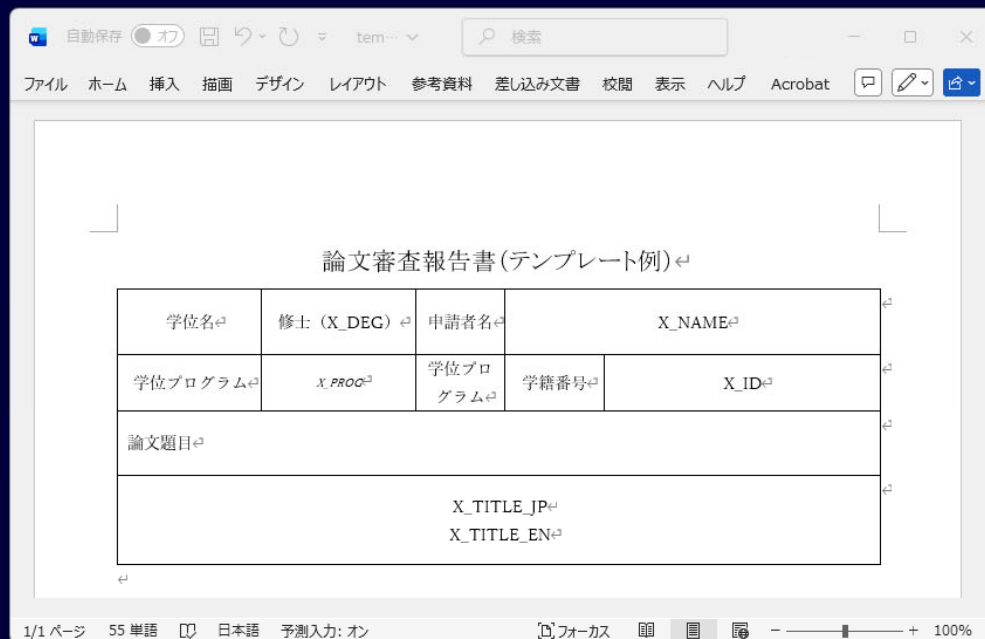 自動保存 オフ tem… 検索
ファイル ホーム 挿入 描画 デザイン レイアウト 参考資料 差し込み文書 校閲 表示 ヘルプ Acrobat
論文審査報告書(テンプレート例)
学位名 修士（X_DEG） 申請者名 X_NAME
学位プログラム X_PROG 学位プロ
グラム 学籍番号 X_ID
論文題目
X_TITLE_JP
X_TITLE_EN
1/1 ページ 55 単語 日本語 予測入力: オン フォーカス 100%